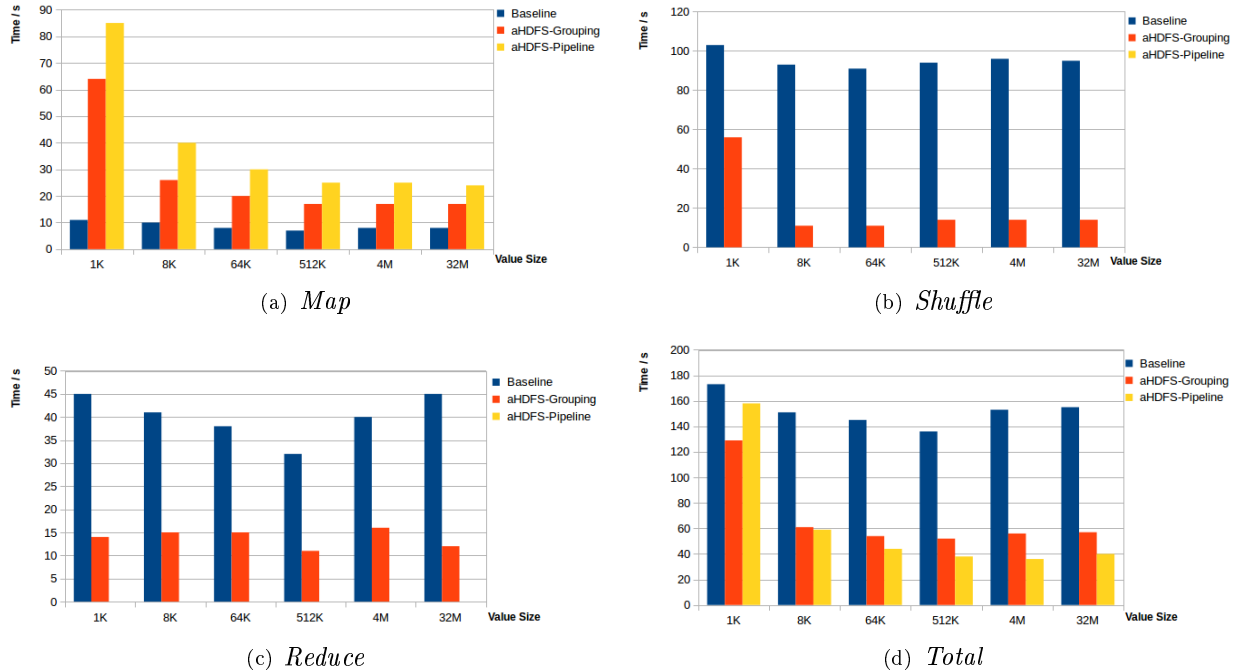 Time / s
90
80
70
60
50
40
30
20
10
0
1K 8K 64K 512K 4M 32M
Value Size
Baseline
aHDFS-Grouping
aHDFS-Pipeline
(a) Map
Time / s
120
100
80
60
40
20
0
1K 8K 64K 512K 4M 32M
Value Size
Baseline
aHDFS-Grouping
aHDFS-Pipeline
(b) Shuffle
Time / s
50
45
40
35
30
25
20
15
10
5
0
1K 8K 64K 512K 4M 32M
Value Size
Baseline
aHDFS-Grouping
aHDFS-Pipeline
(c) Reduce
Time / s
200
180
160
140
120
100
80
60
40
20
0
1K 8K 64K 512K 4M 32M
Value Size
Baseline
aHDFS-Grouping
aHDFS-Pipeline
(d) Total